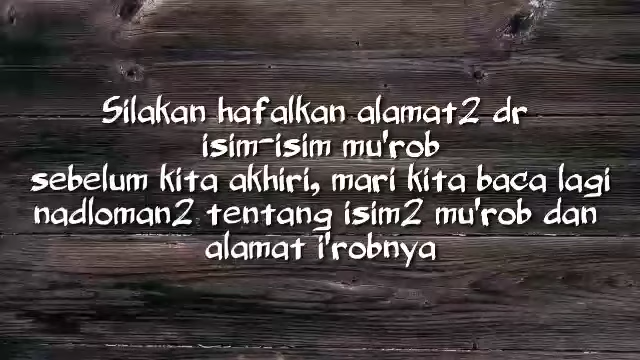 Silakan hafalkan alamat2 dr
isim-isim mu'rob
sebelum kita akhiri, mari kita baca lagi
nadloman2 tentang isim2 mu'rob dan
alamat i'robnya